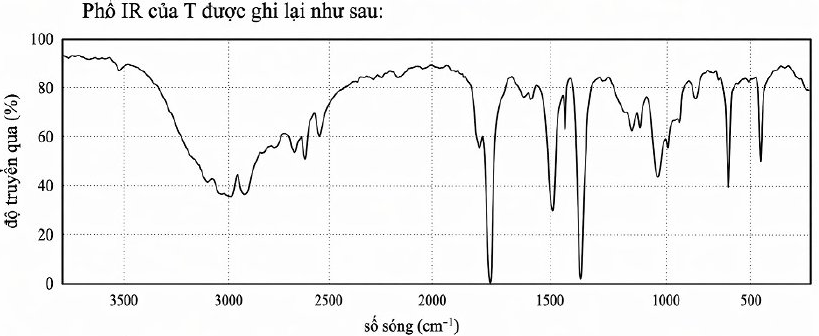 Phổ IR của T được ghi lại như sau:
100
80
60
40
20
0
độ truyền qua (%)
3500 3000 2500 2000 1500 1000 500
số sóng (cm⁻¹)